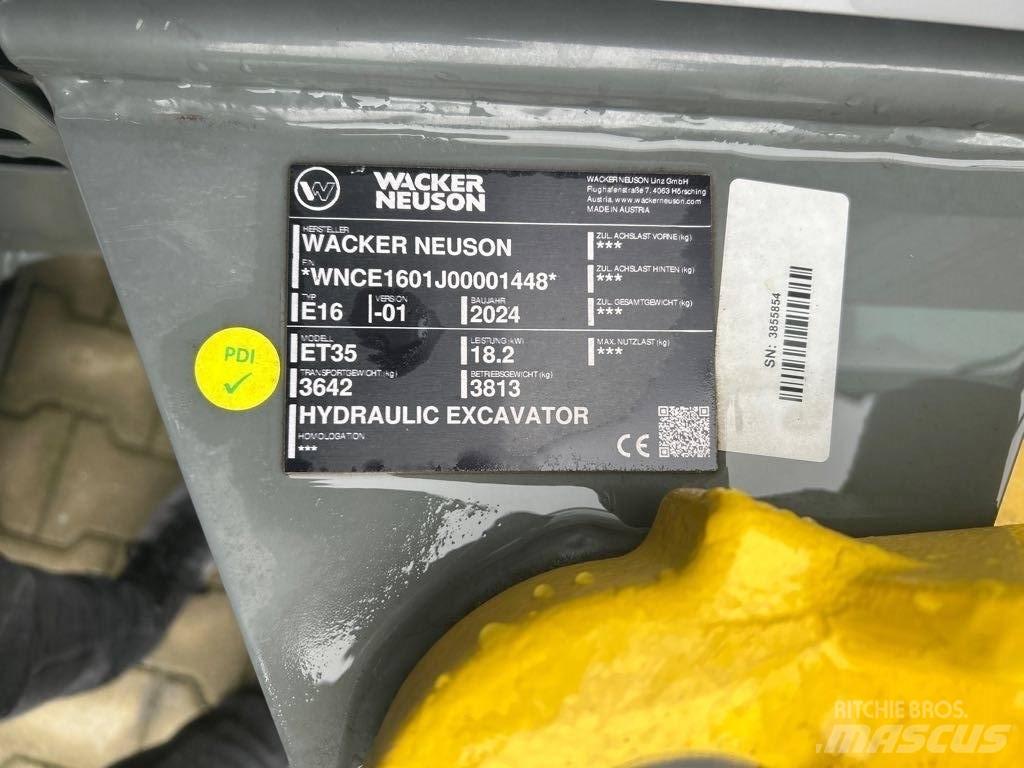 WACKER
NEUSON
WACKER NEUSON Linz GmbH
Flughafenstraße 7, 4063 Hörsching
Austria, www.wackerneuson.com
MADE IN AUSTRIA
HERSTELLER
WACKER NEUSON
PIN
*WNCE1601J00001448*
TYP
E16
VERSION
-01
BAUJAHR
2024
ZUL. ACHSLAST VORNE (kg)
***
ZUL. ACHSLAST HINTEN (kg)
***
ZUL. GESAMTGEWICHT (kg)
***
MODELL
ET35
LEISTUNG (kW)
18.2
MAX. NUTZLAST (kg)
***
TRANSPORTGEWICHT (kg)
3642
BETRIEBSGEWICHT (kg)
3813
HYDRAULIC EXCAVATOR
HOMOLOGATION
***
CE
PDI
SN: 3855854
RITCHIE BROS.
MASCUS